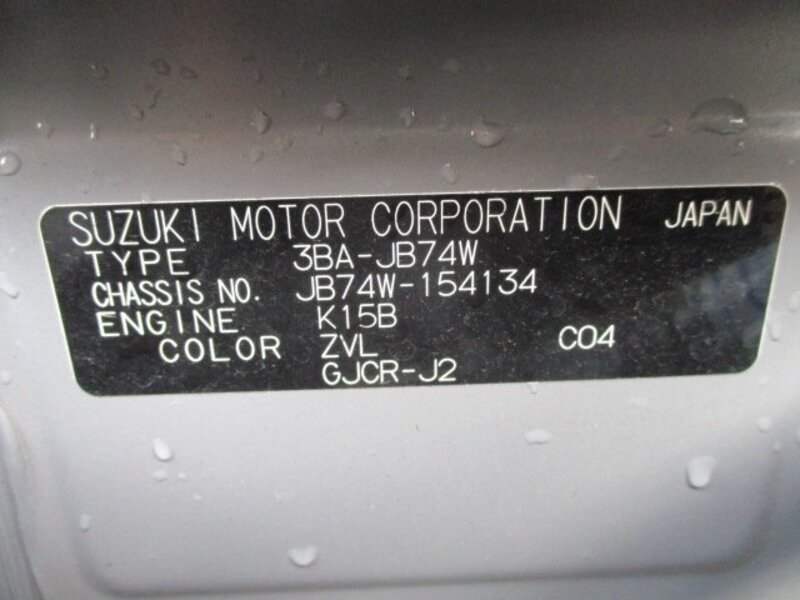 SUZUKI MOTOR CORPORATION JAPAN
TYPE 3BA-JB74W
CHASSIS NO. JB74W-154134
ENGINE K15B
COLOR ZVL C04
GJCR-J2